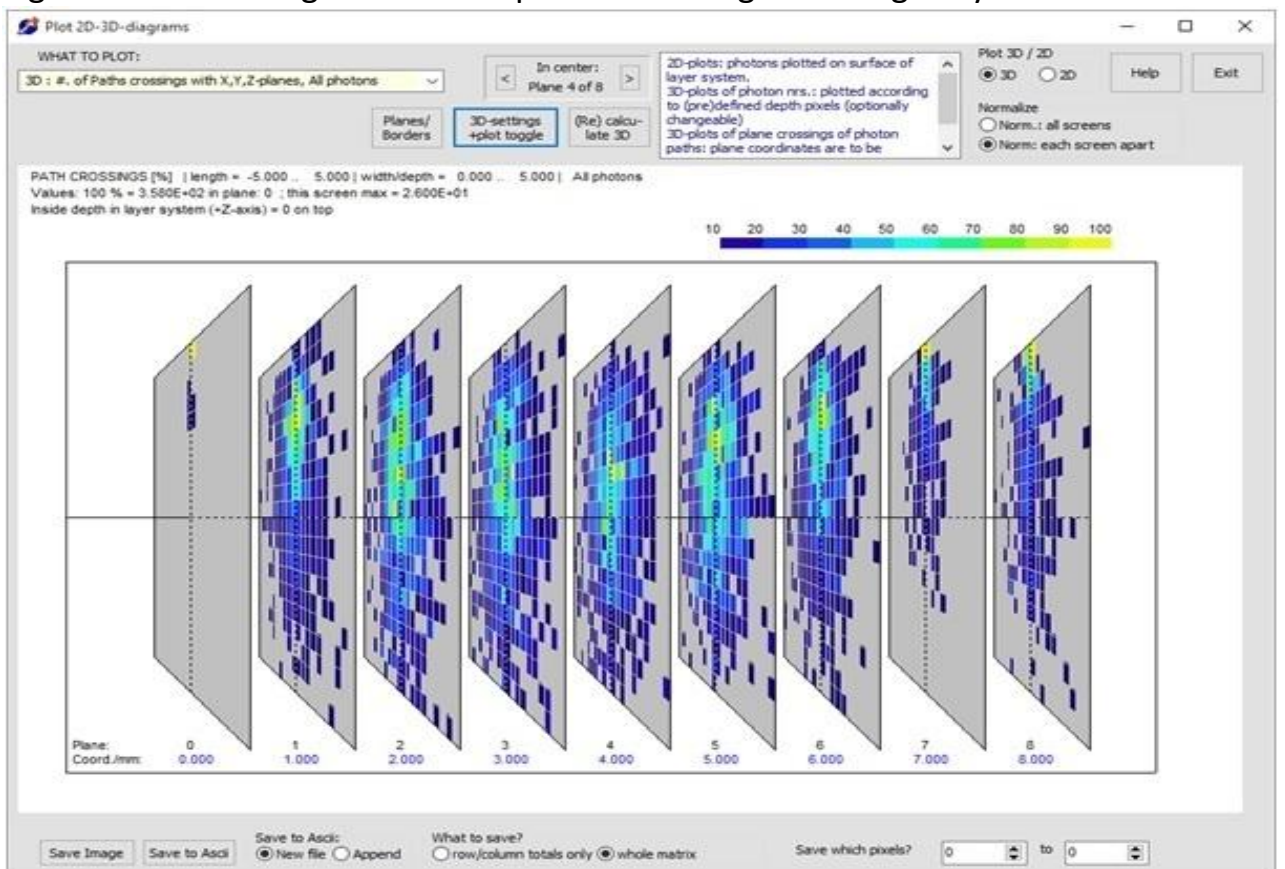 Plot 2D-3D-diagrams
WHAT TO PLOT:
3D : #. of Paths crossings with X,Y,Z-planes, All photons
< In center: >
Plane 4 of 8
Planes/
Borders
3D-settings
+plot toggle
(Re) calcu-
late 3D
2D-plots: photons plotted on surface of
layer system.
3D-plots of photon nrs.: plotted according
to (pre)defined depth pixels (optionally
changeable)
3D-plots of plane crossings of photon
paths: plane coordinates are to be
Plot 3D / 2D
3D 2D
Normalize
Norm.: all screens
Norm: each screen apart
Help
Exit
PATH CROSSINGS [%] | length = -5.000 .. 5.000 | width/depth = 0.000 .. 5.000 | All photons
Values: 100 % = 3.580E+02 in plane: 0 ; this screen max = 2.600E+01
Inside depth in layer system (+Z-axis) = 0 on top
10 20 30 40 50 60 70 80 90 100
Plane: 0 1 2 3 4 5 6 7 8
Coord./mm: 0.000 1.000 2.000 3.000 4.000 5.000 6.000 7.000 8.000
Save Image
Save to Ascii
Save to Ascii:
New file Append
What to save?
row/column totals only whole matrix
Save which pixels? 0 to 0